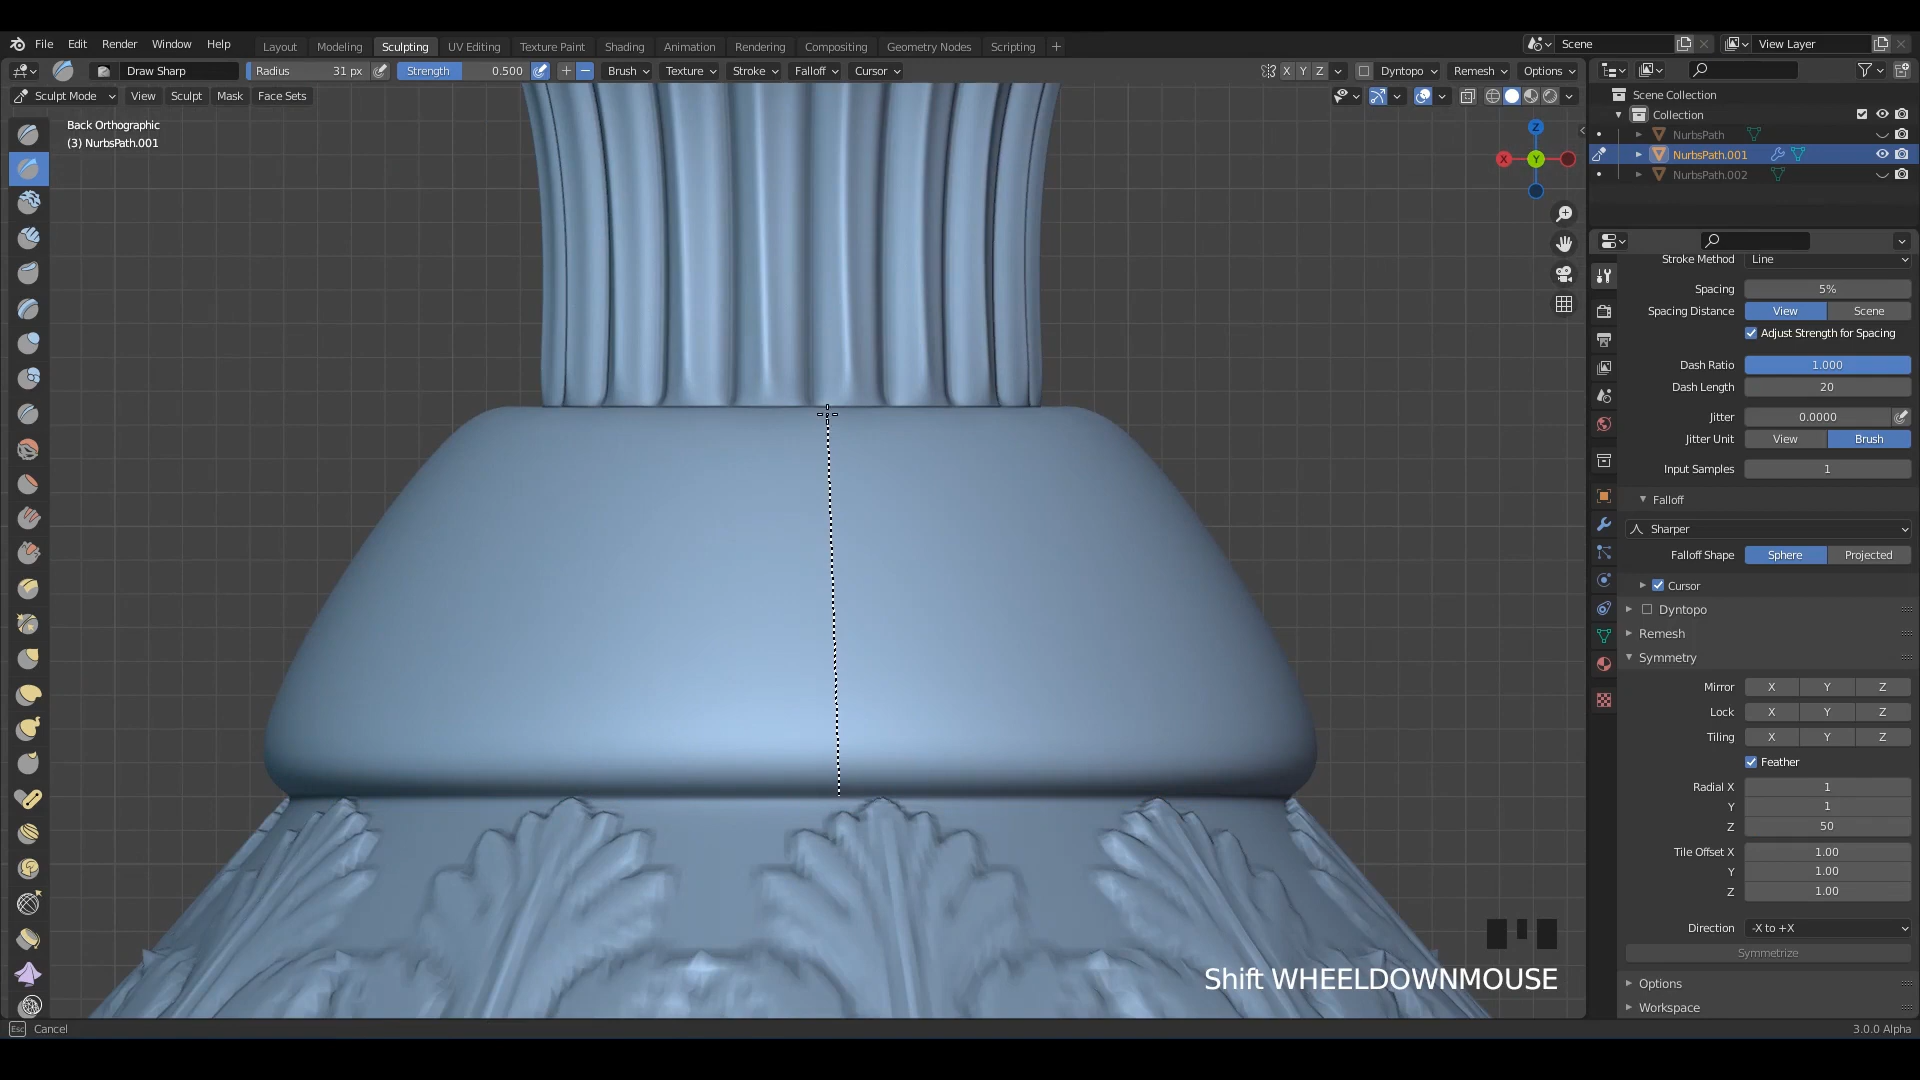 File Edit Render Window Help Layout Modeling Sculpting UV Editing Texture Paint Shading Animation Rendering Compositing Geometry Nodes Scripting + Scene View Layer
Draw Sharp Radius 31 px Strength 0.500 Brush Texture Stroke Falloff Cursor X Y Z Dyntopo Remesh Options
Sculpt Mode View Sculpt Mask Face Sets
Scene Collection
Collection
NurbsPath
NurbsPath.001
NurbsPath.002
Back Orthographic
(3) NurbsPath.001
Z
X Y
Stroke Method Line
Spacing 5%
Spacing Distance View Scene
Adjust Strength for Spacing
Dash Ratio 1.000
Dash Length 20
Jitter 0.0000
Jitter Unit View Brush
Input Samples 1
Falloff
Sharper
Falloff Shape Sphere Projected
Cursor
Dyntopo
Remesh
Symmetry
Mirror X Y Z
Lock X Y Z
Tiling X Y Z
Feather
Radial X 1
Y 1
Z 50
Tile Offset X 1.00
Y 1.00
Z 1.00
Direction -X to +X
Symmetrize
Options
Workspace
Shift WHEELDOWNMOUSE
Esc Cancel 3.0.0 Alpha